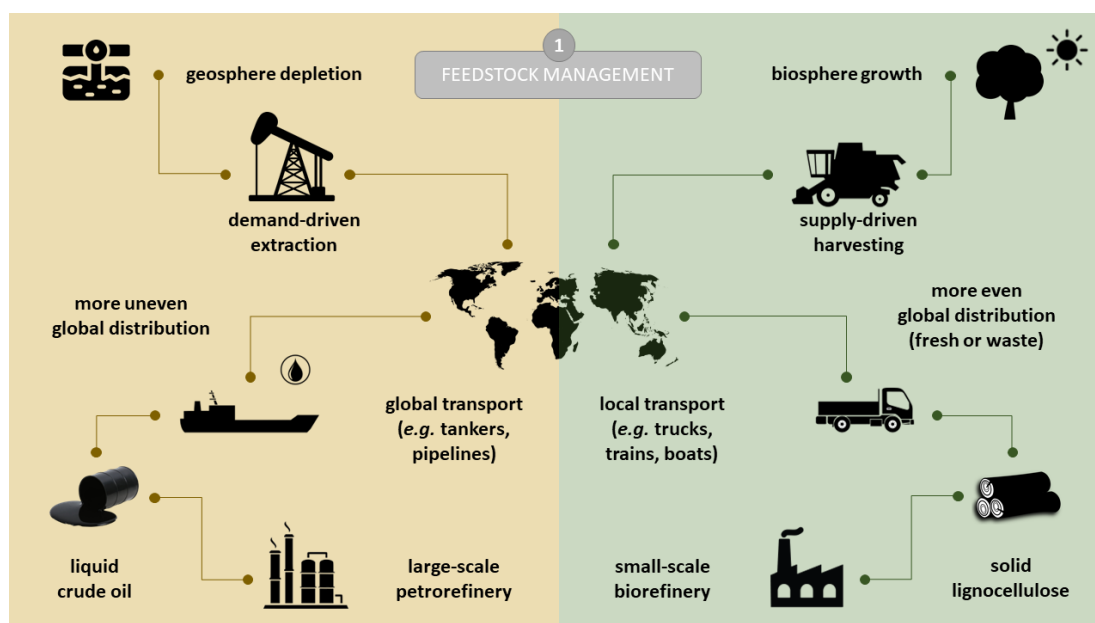 1
FEEDSTOCK MANAGEMENT
geosphere depletion
biosphere growth
demand-driven
extraction
supply-driven
harvesting
more uneven
global distribution
more even
global distribution
(fresh or waste)
global transport
(e.g. tankers,
pipelines)
local transport
(e.g. trucks,
trains, boats)
liquid
crude oil
large-scale
petrorefinery
small-scale
biorefinery
solid
lignocellulose